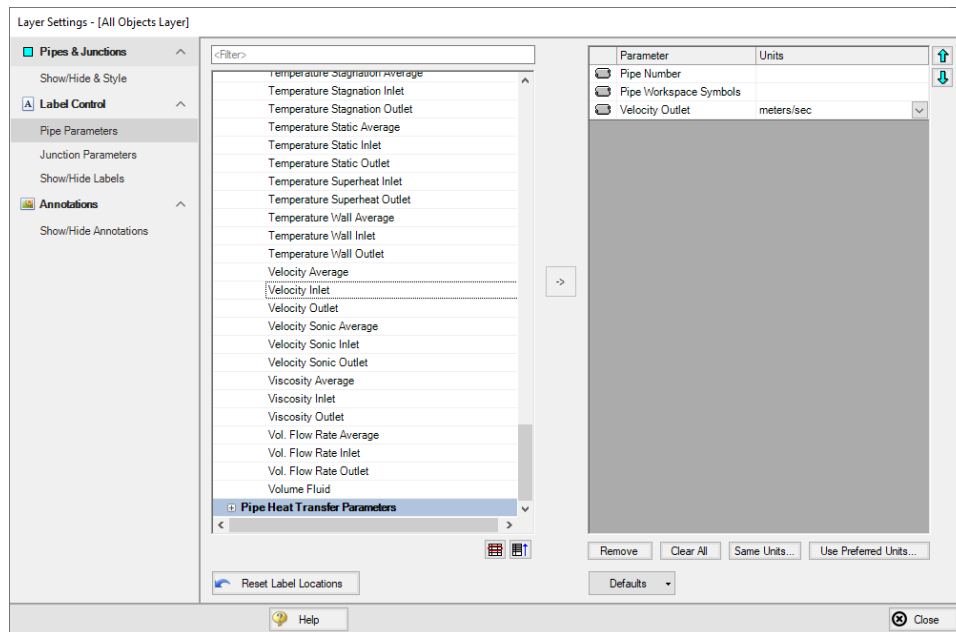 Layer Settings - [All Objects Layer]
Pipes & Junctions
Show/Hide & Style
A Label Control
Pipe Parameters
Junction Parameters
Show/Hide Labels
Annotations
Show/Hide Annotations
<Filter>
Temperature Stagnation Average
Temperature Stagnation Inlet
Temperature Stagnation Outlet
Temperature Static Average
Temperature Static Inlet
Temperature Static Outlet
Temperature Superheat Inlet
Temperature Superheat Outlet
Temperature Wall Average
Temperature Wall Inlet
Temperature Wall Outlet
Velocity Average
Velocity Inlet
Velocity Outlet
Velocity Sonic Average
Velocity Sonic Inlet
Velocity Sonic Outlet
Viscosity Average
Viscosity Inlet
Viscosity Outlet
Vol. Flow Rate Average
Vol. Flow Rate Inlet
Vol. Flow Rate Outlet
Volume Fluid
Pipe Heat Transfer Parameters
Reset Label Locations
->
Parameter Units
Pipe Number
Pipe Workspace Symbols
Velocity Outlet meters/sec
Remove Clear All Same Units... Use Preferred Units...
Defaults
Help
Close